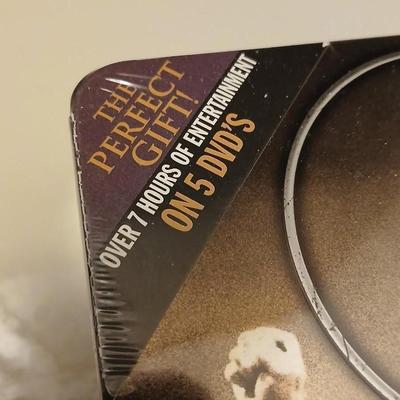 THE
PERFECT
GIFT!
OVER 7 HOURS OF ENTERTAINMENT
ON 5 DVD'S